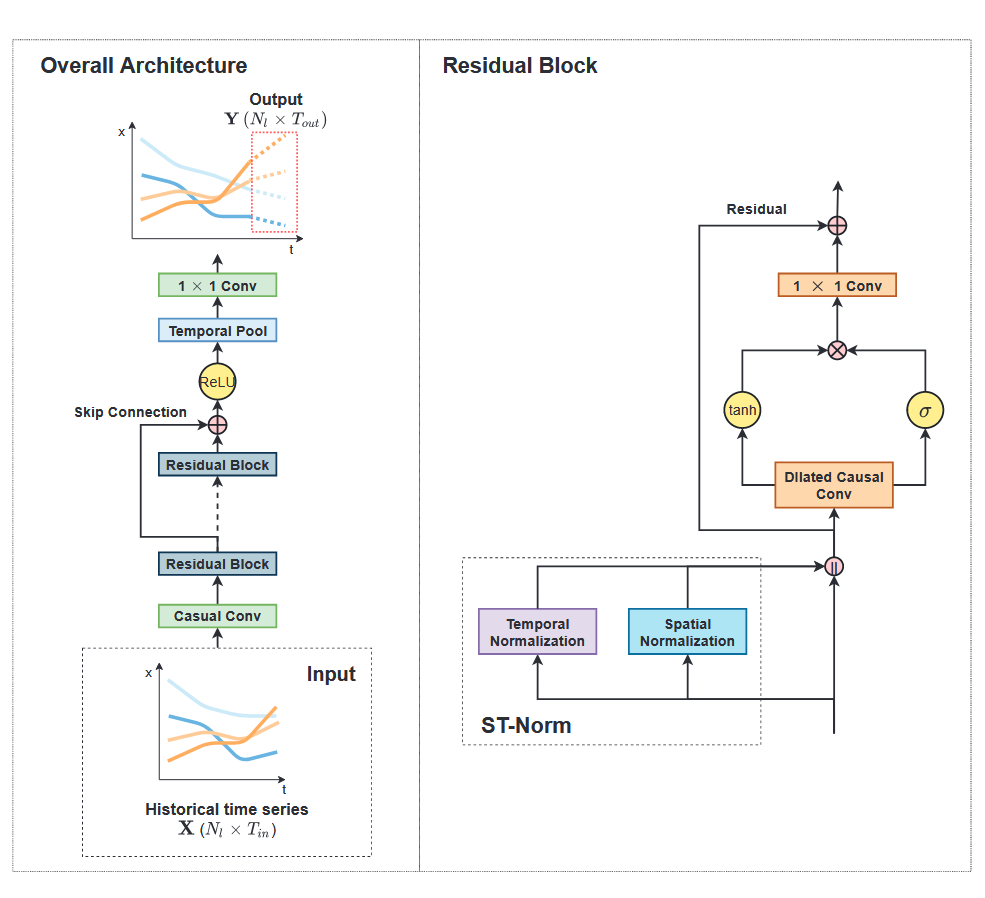 Overall Architecture
Output
Y (N_l × T_out)
x
t
1 × 1 Conv
Temporal Pool
ReLU
Skip Connection
Residual Block
Residual Block
Casual Conv
Input
x
t
Historical time series
X (N_l × T_in)
Residual Block
Residual
1 × 1 Conv
tanh
σ
Dilated Causal
Conv
||
Temporal
Normalization
Spatial
Normalization
ST-Norm